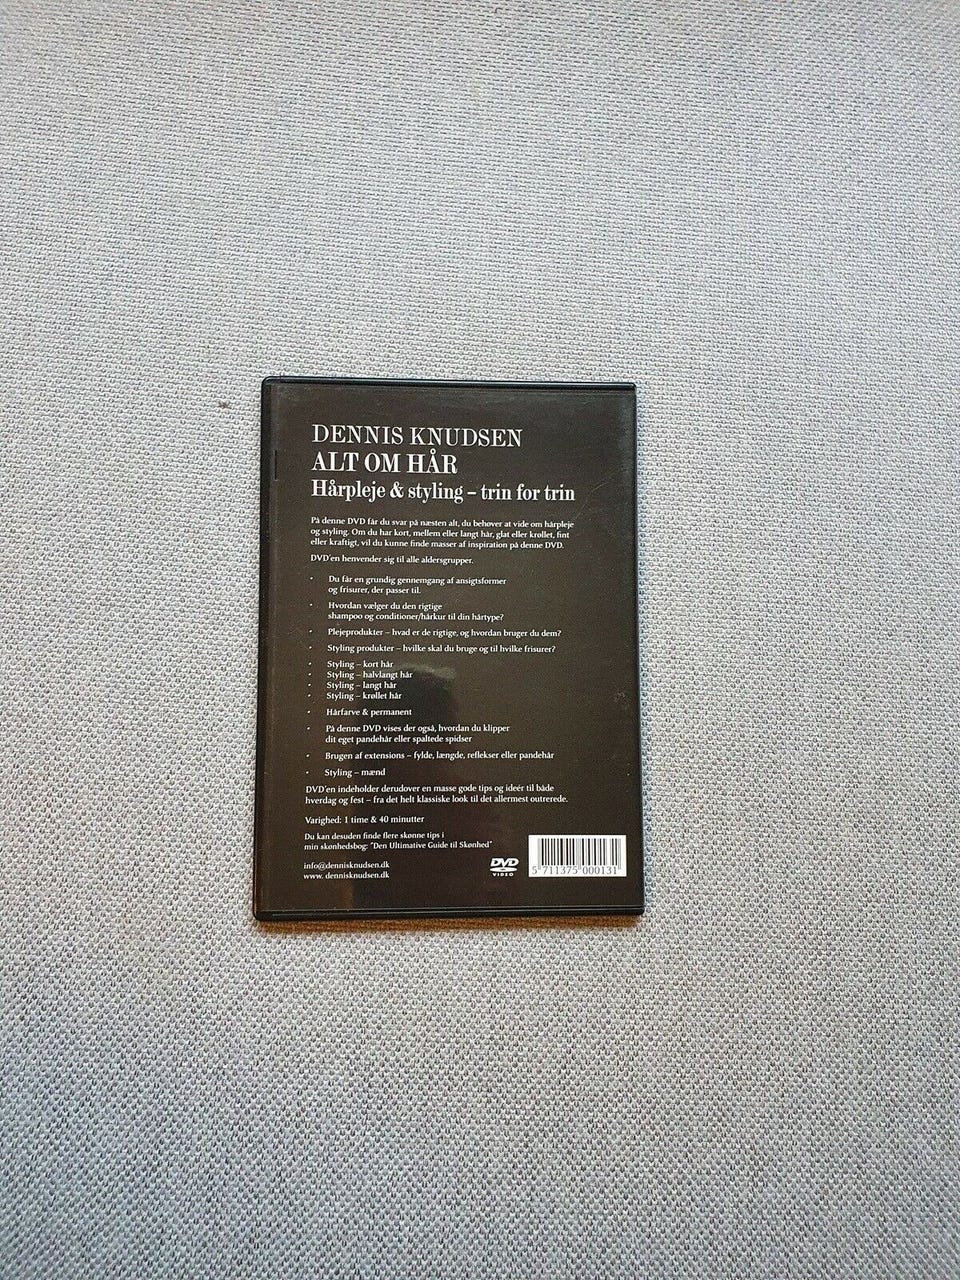 DENNIS KNUDSEN
ALT OM HÅR
Hårpleje & styling – trin for trin
På denne DVD får du svar på næsten alt, du behøver at vide om hårpleje
og styling. Om du har kort, mellem eller langt hår, glat eller krøllet, fint
eller kraftigt, vil du kunne finde masser af inspiration på denne DVD.
DVD'en henvender sig til alle aldersgrupper.
• Du får en grundig gennemgang af ansigtsformer
og frisurer, der passer til.
• Hvordan vælger du den rigtige
shampoo og conditioner/hårkur til din hårtype?
• Plejeprodukter – hvad er de rigtige, og hvordan bruger du dem?
• Styling produkter – hvilke skal du bruge og til hvilke frisurer?
• Styling – kort hår
• Styling – halvlangt hår
• Styling – langt hår
• Styling – krøllet hår
• Hårfarve & permanent
• På denne DVD vises der også, hvordan du klipper
dit eget pandehår eller spaltede spidser
• Brugen af extensions – fylde, længde, reflekser eller pandehår
• Styling – mænd
DVD'en indeholder derudover en masse gode tips og ideér til både
hverdag og fest – fra det helt klassiske look til det allermest outrerede.
Varighed: 1 time & 40 minutter
Du kan desuden finde flere skønne tips i
min skønhedsbog: "Den Ultimative Guide til Skønhed"
info@dennisknudsen.dk
www. dennisknudsen.dk
DVD
VIDEO
5 711375 000131